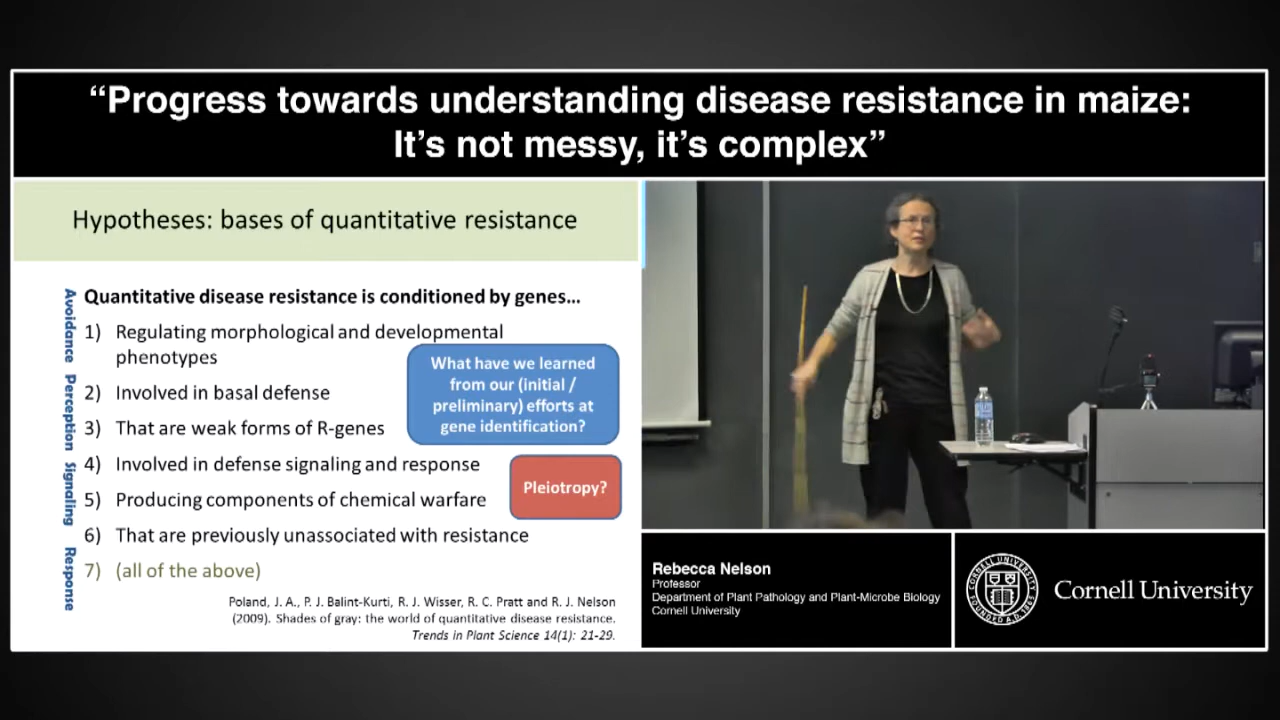 “Progress towards understanding disease resistance in maize:
It’s not messy, it’s complex”
Hypotheses: bases of quantitative resistance
Avoidance Perception Signaling Response
Quantitative disease resistance is conditioned by genes...
1) Regulating morphological and developmental
phenotypes
2) Involved in basal defense
3) That are weak forms of R-genes
4) Involved in defense signaling and response
5) Producing components of chemical warfare
6) That are previously unassociated with resistance
7) (all of the above)
What have we learned
from our (initial /
preliminary) efforts at
gene identification?
Pleiotropy?
Poland, J. A., P. J. Balint-Kurti, R. J. Wisser, R. C. Pratt and R. J. Nelson
(2009). Shades of gray: the world of quantitative disease resistance.
Trends in Plant Science 14(1): 21-29.
Rebecca Nelson
Professor
Department of Plant Pathology and Plant-Microbe Biology
Cornell University
CORNELL UNIVERSITY
FOUNDED A.D. 1865
Cornell University